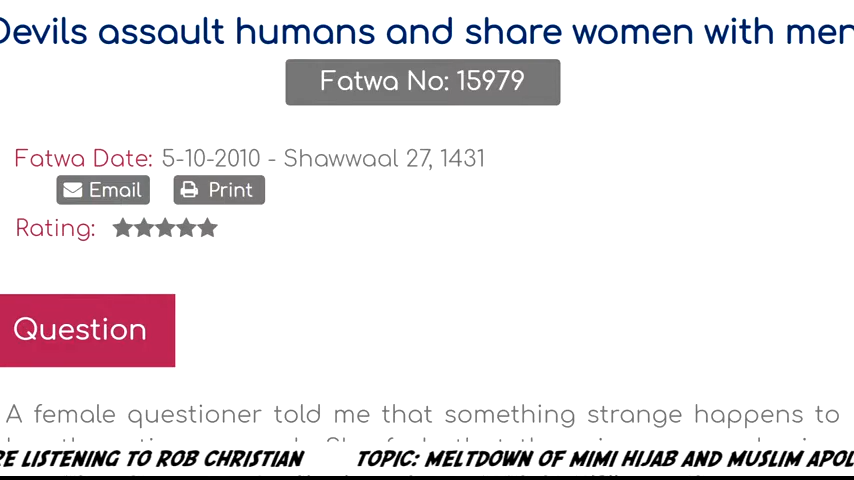 Devils assault humans and share women with men
Fatwa No: 15979
Fatwa Date: 5-10-2010 - Shawwaal 27, 1431
Email Print
Rating:
Question
A female questioner told me that something strange happens to
RE LISTENING TO ROB CHRISTIAN TOPIC: MELTDOWN OF MIMI HIJAB AND MUSLIM APOL